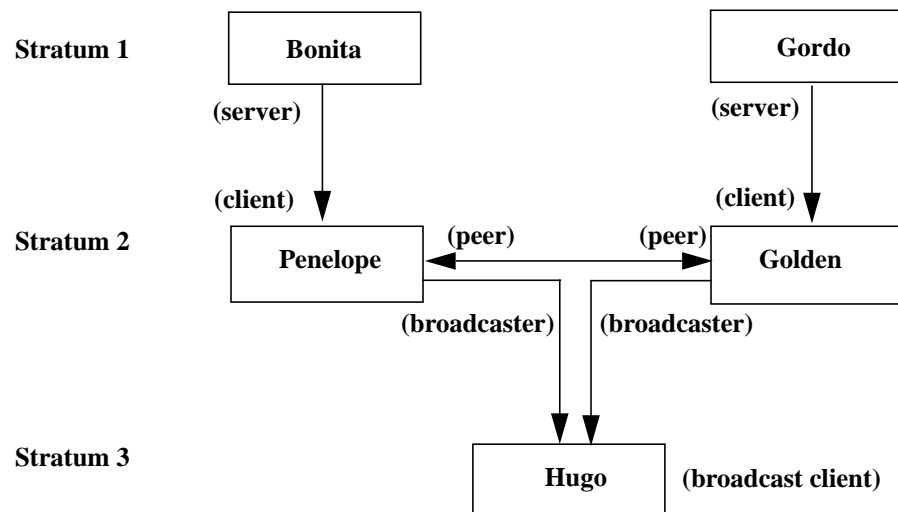 Stratum 1
Bonita
Gordo
(server)
(server)
(client)
(client)
Stratum 2
(peer)
(peer)
Penelope
Golden
(broadcaster)
(broadcaster)
Stratum 3
Hugo
(broadcast client)